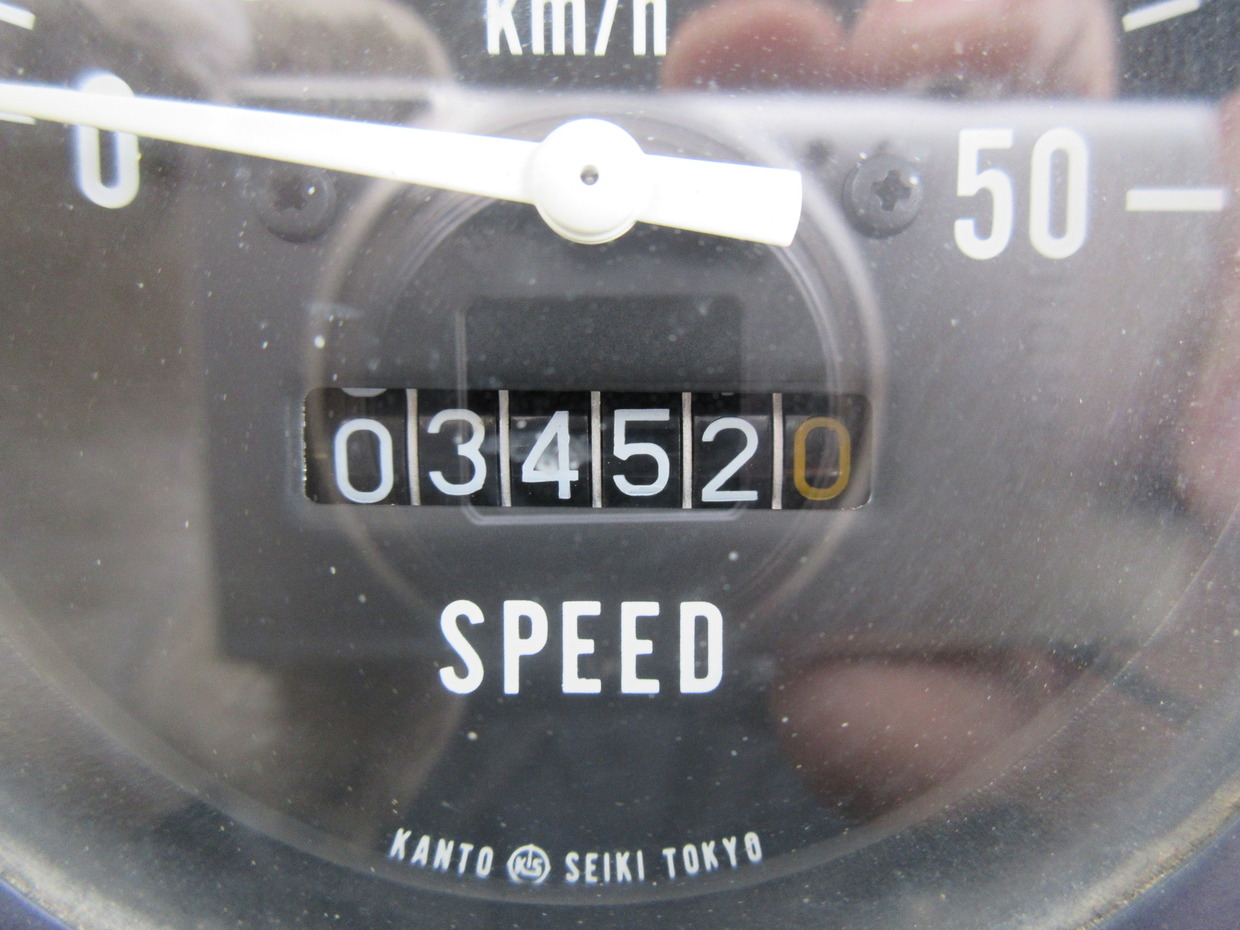 km/h
0 50
034520
SPEED
KANTO KS SEIKI TOKYO